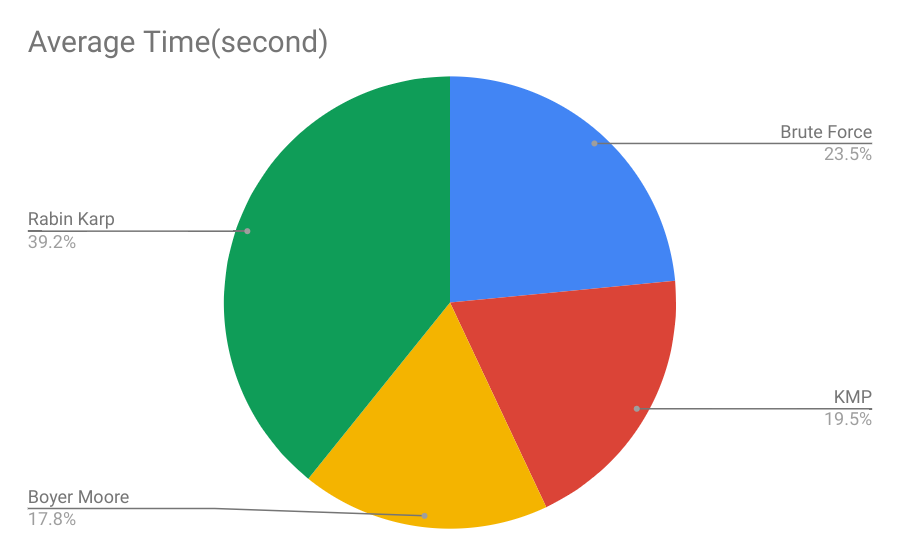 Average Time(second)
Brute Force
23.5%
Rabin Karp
39.2%
KMP
19.5%
Boyer Moore
17.8%